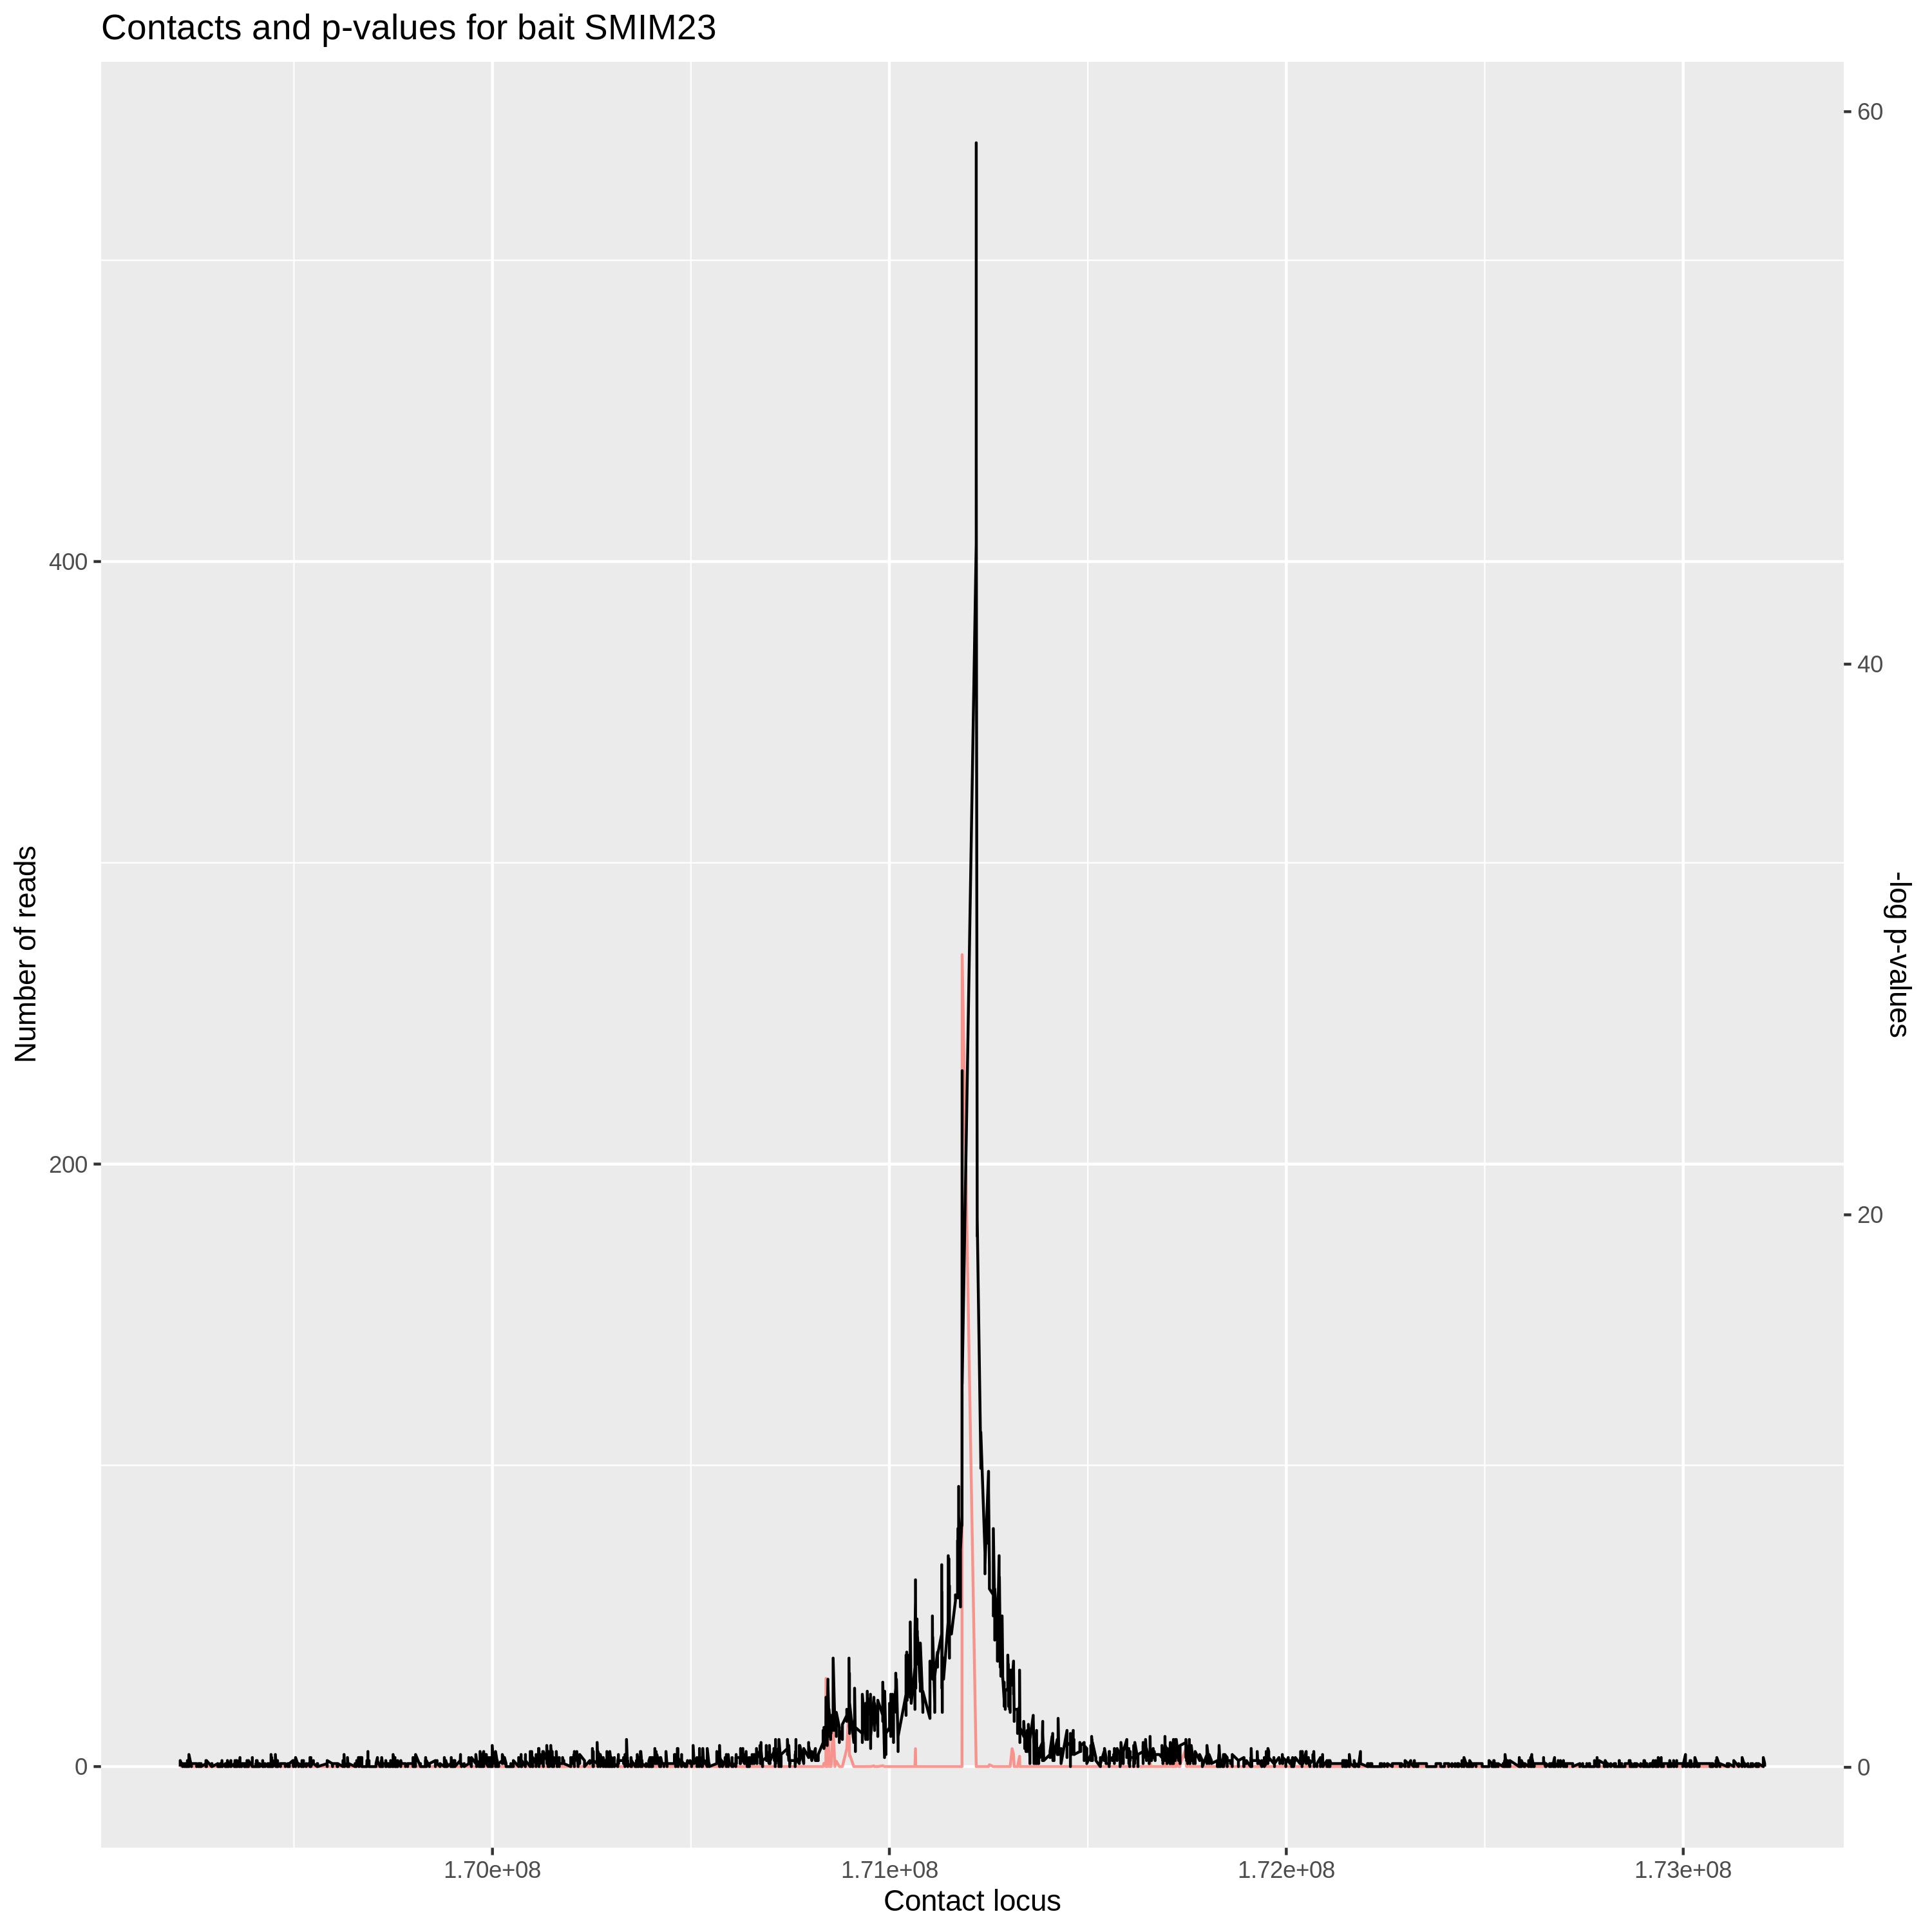 Contacts and p-values for bait SMIM23
60
400
40
Number of reads
-log p-values
200
20
0
0
1.70e+08
1.71e+08
1.72e+08
1.73e+08
Contact locus